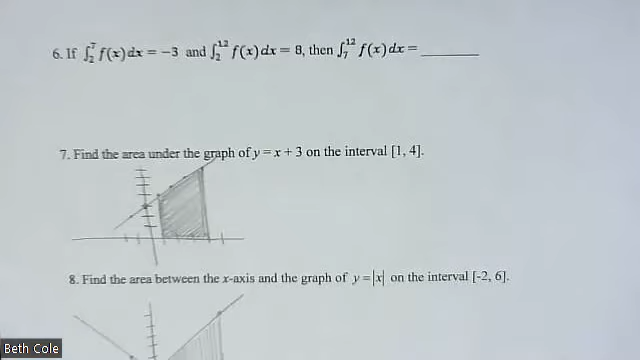 6. If ∫₂⁷ f(x)dx = −3 and ∫₂¹² f(x)dx = 8, then ∫₇¹² f(x)dx = ________
7. Find the area under the graph of y = x + 3 on the interval [1, 4].
8. Find the area between the x-axis and the graph of y = |x| on the interval [-2, 6].
Beth Cole